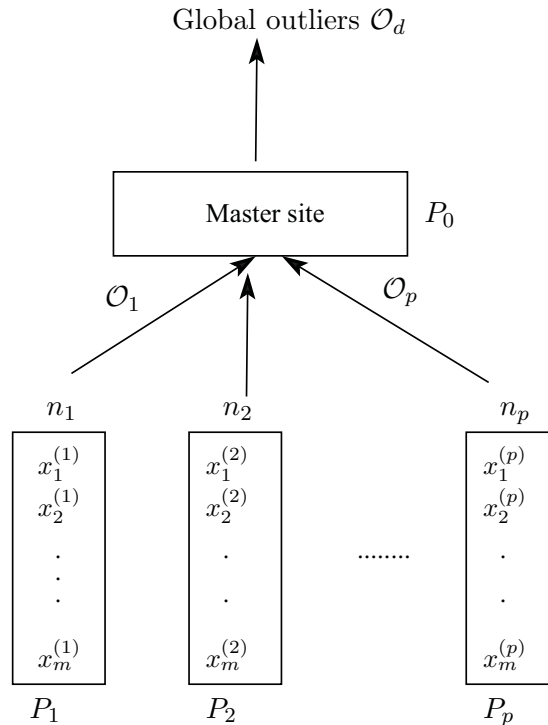 Global outliers 𝒪_d
Master site P_0
𝒪_1 𝒪_p
n_1 n_2 n_p
x_1^{(1)} x_1^{(2)} x_1^{(p)}
x_2^{(1)} x_2^{(2)} x_2^{(p)}
. . ........ .
.
. . .
x_m^{(1)} x_m^{(2)} x_m^{(p)}
P_1 P_2 P_p